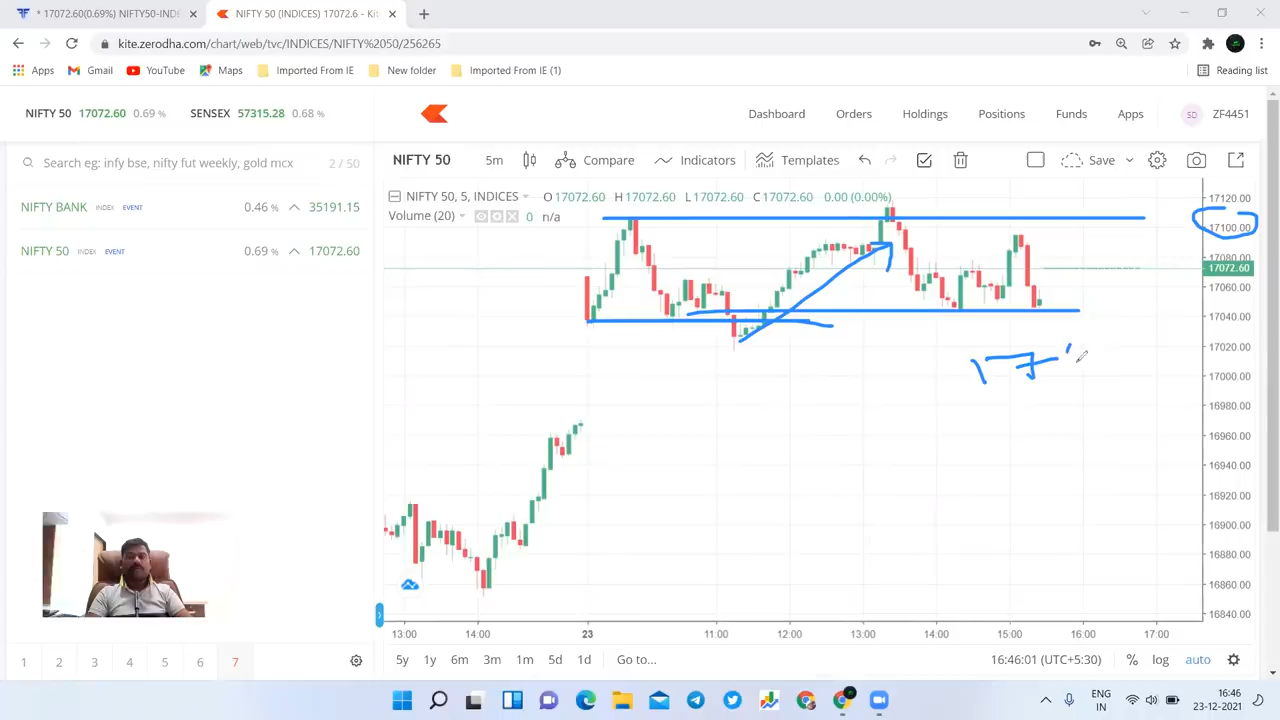 * 17072.60(0.69%) NIFTY50-INDE
NIFTY 50 (INDICES) 17072.6 - Kit
kite.zerodha.com/chart/web/tvc/INDICES/NIFTY%2050/256265
Apps Gmail YouTube Maps Imported From IE New folder Imported From IE (1) Reading list
NIFTY 50 17072.60 0.69 % SENSEX 57315.28 0.68 %
Dashboard Orders Holdings Positions Funds Apps SD ZF4451
Search eg: infy bse, nifty fut weekly, gold mcx 2 / 50
NIFTY BANK INDEX EVENT 0.46 % 35191.15
NIFTY 50 INDEX EVENT 0.69 % 17072.60
NIFTY 50 5m Compare Indicators Templates Save
NIFTY 50, 5, INDICES O17072.60 H17072.60 L17072.60 C17072.60 0.00 (0.00%)
Volume (20) 0 n/a
17120.00
17100.00
17080.00
17072.60
17060.00
17040.00
17020.00
17000.00
16980.00
16960.00
16940.00
16920.00
16900.00
16880.00
16860.00
16840.00
17
13:00 14:00 23 11:00 12:00 13:00 14:00 15:00 16:00 17:00
1 2 3 4 5 6 7
5y 1y 6m 3m 1m 5d 1d Go to... 16:46:01 (UTC+5:30) % log auto
ENG
IN
16:46
23-12-2021